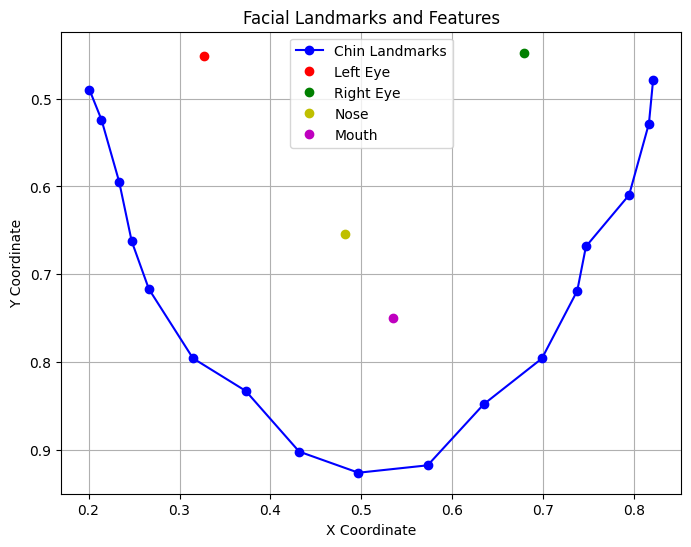 Facial Landmarks and Features
Chin Landmarks
Left Eye
Right Eye
Nose
Mouth
Y Coordinate
0.5
0.6
0.7
0.8
0.9
0.2 0.3 0.4 0.5 0.6 0.7 0.8
X Coordinate